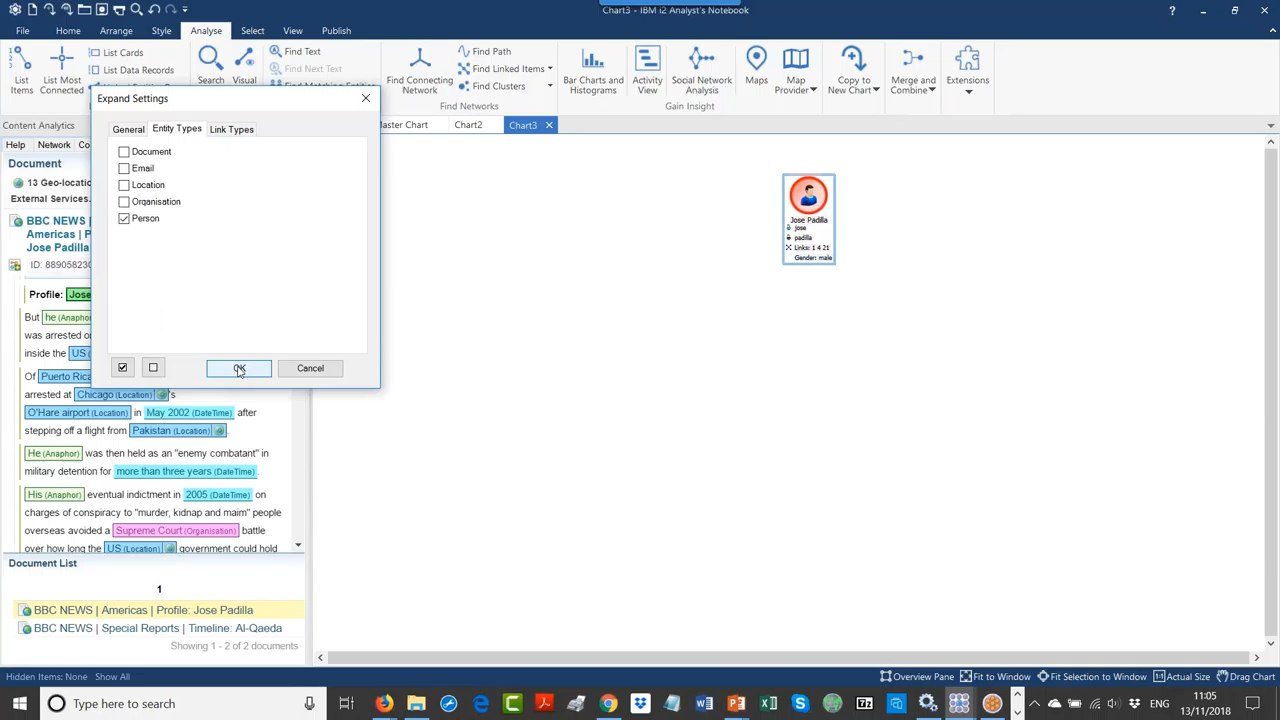 Chart3 - IBM i2 Analyst's Notebook
File Home Arrange Style Analyse Select View Publish
List Items
List Most Connected
List Cards
List Data Records
Search
Visual
Find Text
Find Next Text
Find Matching Entities
Find Connecting Network
Find Path
Find Linked Items
Find Clusters
Find Networks
Bar Charts and Histograms
Activity View
Social Network Analysis
Maps
Map Provider
Gain Insight
Copy to New Chart
Merge and Combine
Extensions
Content Analytics
aster Chart Chart2 Chart3
Help Network Co
Document
13 Geo-locatio
External Services.
BBC NEWS
Americas | P
Jose Padilla
ID: 889058230
Profile: Jose
But he (Anaphor)
was arrested o
inside the US
Of Puerto Rica
arrested at Chicago (Location) 's
O'Hare airport (Location) in May 2002 (DateTime) after
stepping off a flight from Pakistan (Location) .
He (Anaphor) was then held as an "enemy combatant" in
military detention for more than three years (DateTime) .
His (Anaphor) eventual indictment in 2005 (DateTime) on
charges of conspiracy to "murder, kidnap and maim" people
overseas avoided a Supreme Court (Organisation) battle
over how long the US (Location) government could hold
Document List
1
BBC NEWS | Americas | Profile: Jose Padilla
BBC NEWS | Special Reports | Timeline: Al-Qaeda
Showing 1 - 2 of 2 documents
Expand Settings
General Entity Types Link Types
Document
Email
Location
Organisation
Person
OK Cancel
Jose Padilla
jose
padilla
Links: 1 4 21
Gender: male
Hidden Items: None Show All
Overview Pane Fit to Window Fit Selection to Window Actual Size Drag Chart
Type here to search
ENG
11:05
13/11/2018